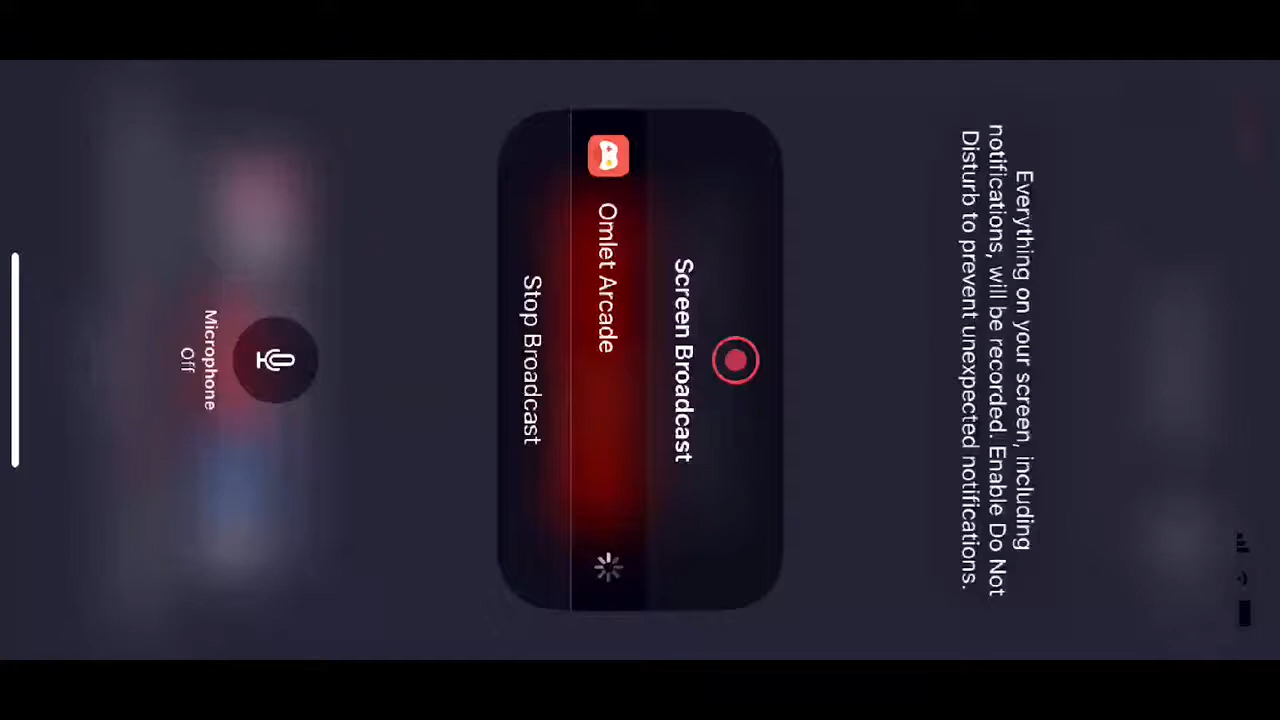 Everything on your screen, including
notifications, will be recorded. Enable Do Not
Disturb to prevent unexpected notifications.
Screen Broadcast
Omlet Arcade
Stop Broadcast
Microphone
Off